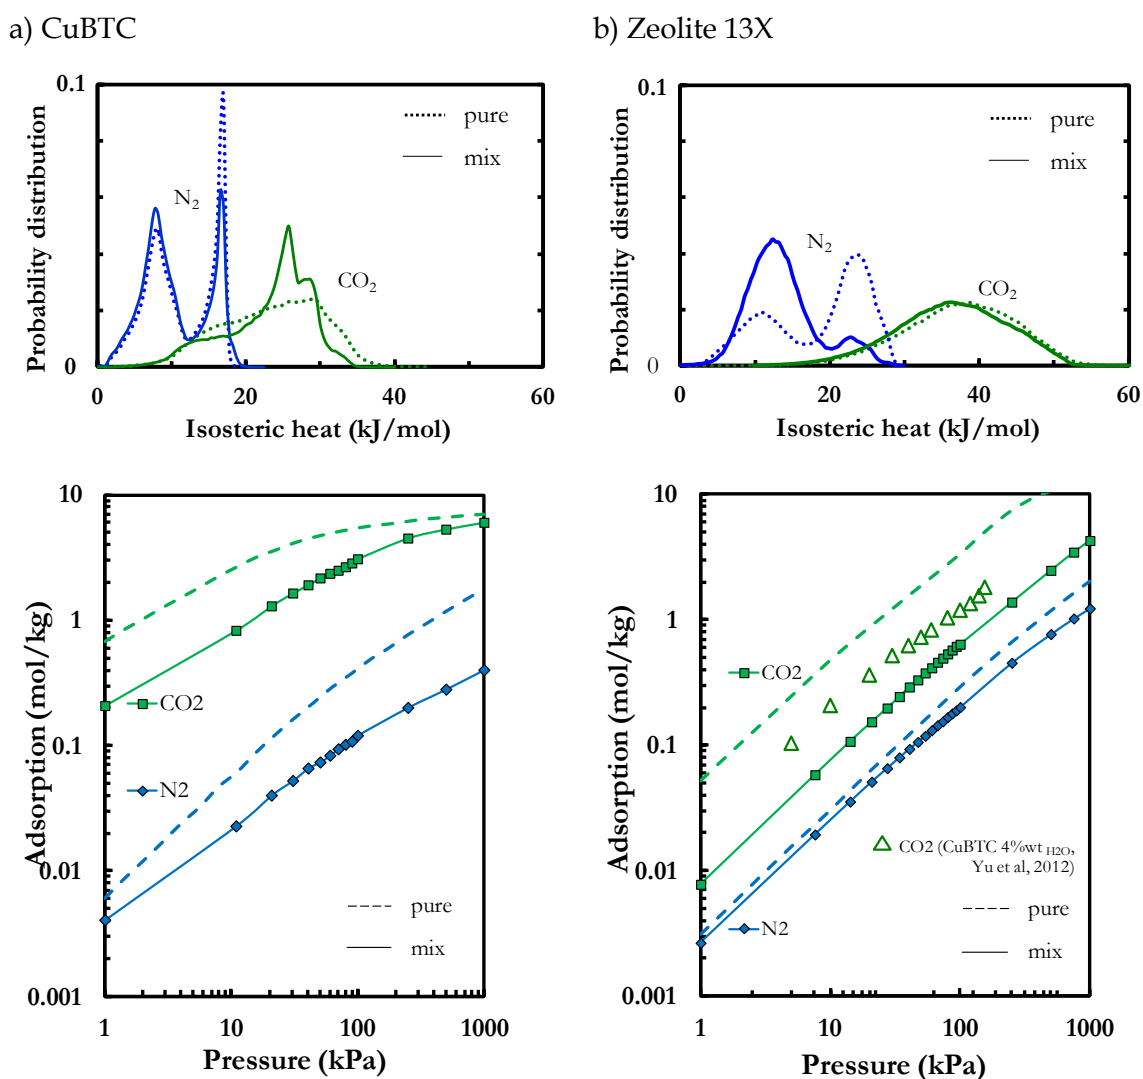 a) CuBTC
b) Zeolite 13X
0.1
Probability distribution
pure
mix
N2
CO2
0
0
20
40
60
Isosteric heat (kJ/mol)
0.1
Probability distribution
pure
mix
N2
CO2
0
0
20
40
60
Isosteric heat (kJ/mol)
10
1
0.1
0.01
0.001
Adsorption (mol/kg)
CO2
N2
pure
mix
1
10
100
1000
Pressure (kPa)
10
1
0.1
0.01
0.001
Adsorption (mol/kg)
CO2
CO2 (CuBTC 4%wt H2O,
Yu et al, 2012)
pure
N2
mix
1
10
100
1000
Pressure (kPa)